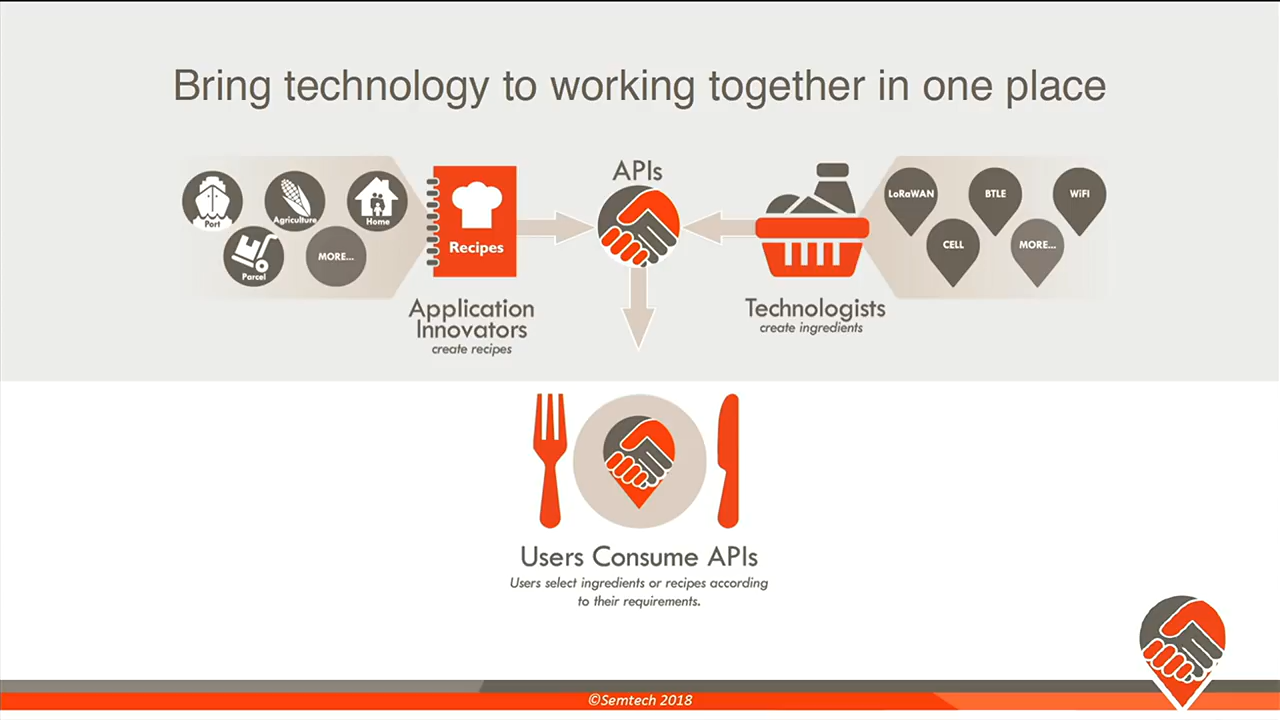 Bring technology to working together in one place
APIs
Port
Agriculture
Home
Parcel
MORE...
Recipes
LoRaWAN
BTLE
WiFi
CELL
MORE...
Application
Innovators
create recipes
Technologists
create ingredients
Users Consume APIs
Users select ingredients or recipes according
to their requirements.
©Semtech 2018